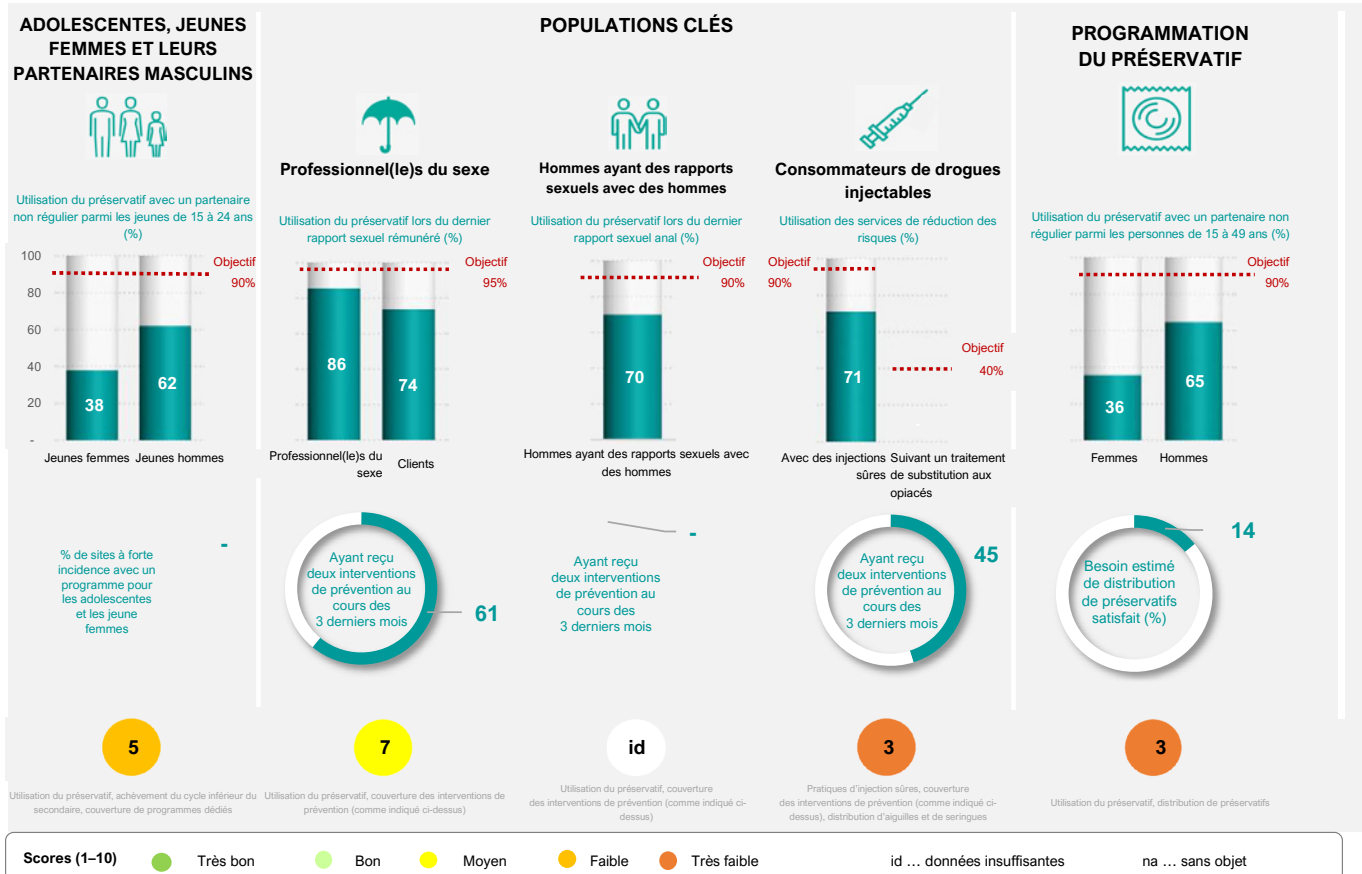 ADOLESCENTES, JEUNES
FEMMES ET LEURS
PARTENAIRES MASCULINS
Utilisation du préservatif avec un partenaire
non régulier parmi les jeunes de 15 à 24 ans
(%)
Objectif
90%
100
80
60
40
20
-
38
62
Jeunes femmes Jeunes hommes
% de sites à forte
incidence avec un
programme pour
les adolescentes
et les jeune
femmes
-
5
Utilisation du préservatif, achèvement du cycle inférieur du
secondaire, couverture de programmes dédiés
POPULATIONS CLÉS
Professionnel(le)s du sexe
Utilisation du préservatif lors du dernier
rapport sexuel rémunéré (%)
Objectif
95%
86
74
Professionnel(le)s du
sexe
Clients
Ayant reçu
deux interventions
de prévention au
cours des
3 derniers mois
61
7
Utilisation du préservatif, couverture des interventions de
prévention (comme indiqué ci-dessus)
Hommes ayant des rapports
sexuels avec des hommes
Utilisation du préservatif lors du dernier
rapport sexuel anal (%)
Objectif
90%
70
Hommes ayant des rapports sexuels avec
des hommes
-
Ayant reçu
deux interventions
de prévention au
cours des
3 derniers mois
id
Utilisation du préservatif, couverture
des interventions de prévention (comme indiqué ci-
dessus)
Consommateurs de drogues
injectables
Utilisation des services de réduction des
risques (%)
Objectif
90%
Objectif
40%
71
Avec des injections
sûres
Suivant un traitement
de substitution aux
opiacés
Ayant reçu
deux interventions
de prévention au
cours des
3 derniers mois
45
3
Pratiques d'injection sûres, couverture
des interventions de prévention (comme indiqué ci-
dessus), distribution d'aiguilles et de seringues
PROGRAMMATION
DU PRÉSERVATIF
Utilisation du préservatif avec un partenaire non
régulier parmi les personnes de 15 à 49 ans (%)
Objectif
90%
36
65
Femmes
Hommes
Besoin estimé
de distribution
de préservatifs
satisfait (%)
14
3
Utilisation du préservatif, distribution de préservatifs
Scores (1–10) Très bon Bon Moyen Faible Très faible id … données insuffisantes na … sans objet